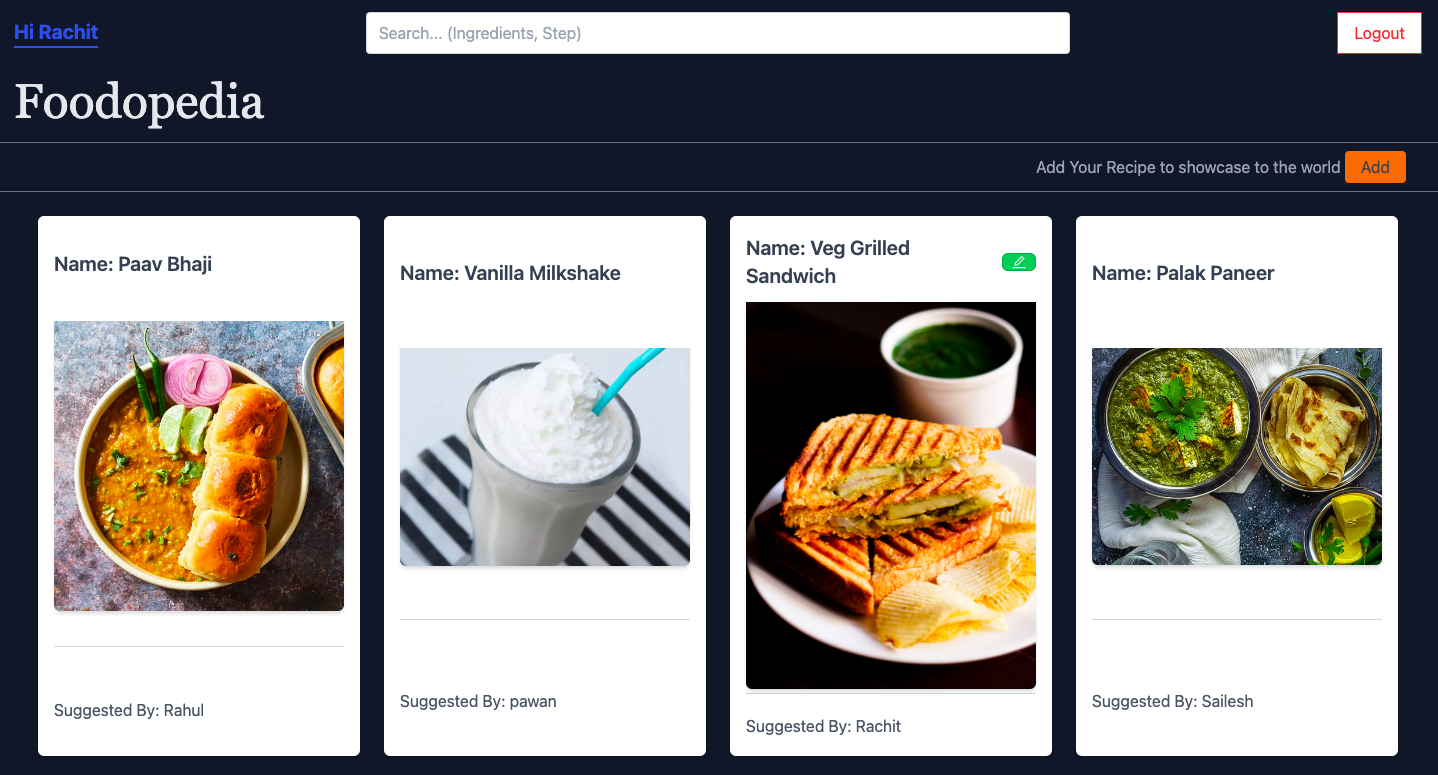 Hi Rachit
Search... (Ingredients, Step)
Logout
Foodopedia
Add Your Recipe to showcase to the world
Add
Name: Paav Bhaji
Suggested By: Rahul
Name: Vanilla Milkshake
Suggested By: pawan
Name: Veg Grilled
Sandwich
Suggested By: Rachit
Name: Palak Paneer
Suggested By: Sailesh